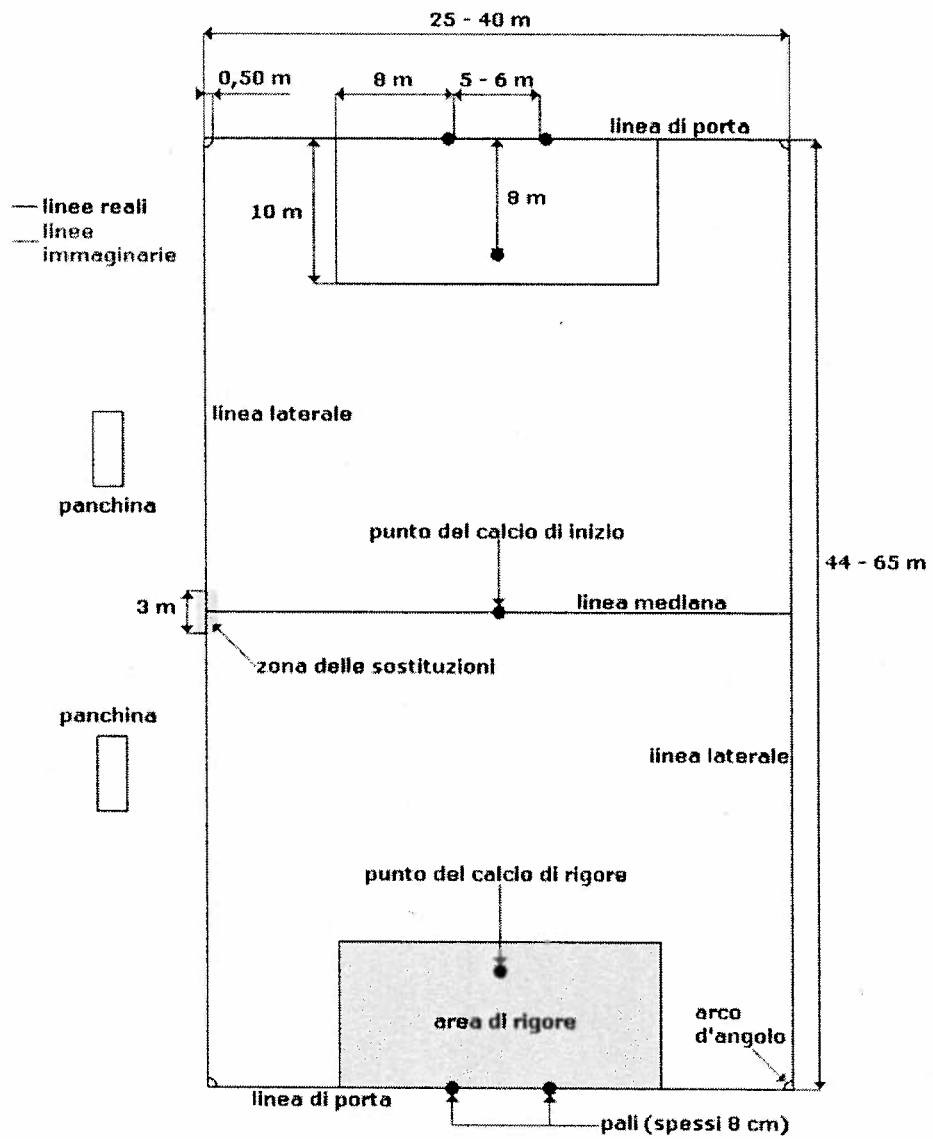 25 - 40 m
0,50 m
8 m
5 - 6 m
linea di porta
10 m
8 m
linee reali
linee
immaginarie
linea laterale
panchina
punto del calcio di inizio
44 - 65 m
3 m
linea mediana
zona delle sostituzioni
panchina
linea laterale
punto del calcio di rigore
area di rigore
arco
d'angolo
linea di porta
pali (spessi 8 cm)